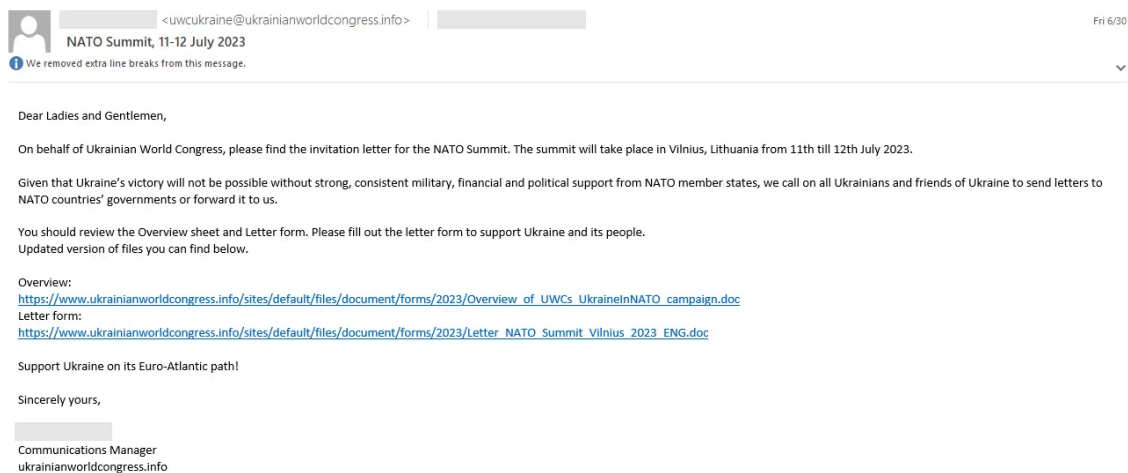 <uwcukraine@ukrainianworldcongress.info>
Fri 6/30
NATO Summit, 11-12 July 2023
We removed extra line breaks from this message.
Dear Ladies and Gentlemen,
On behalf of Ukrainian World Congress, please find the invitation letter for the NATO Summit. The summit will take place in Vilnius, Lithuania from 11th till 12th July 2023.
Given that Ukraine's victory will not be possible without strong, consistent military, financial and political support from NATO member states, we call on all Ukrainians and friends of Ukraine to send letters to
NATO countries' governments or forward it to us.
You should review the Overview sheet and Letter form. Please fill out the letter form to support Ukraine and its people.
Updated version of files you can find below.
Overview:
https://www.ukrainianworldcongress.info/sites/default/files/document/forms/2023/Overview_of_UWCs_UkraineInNATO_campaign.doc
Letter form:
https://www.ukrainianworldcongress.info/sites/default/files/document/forms/2023/Letter_NATO_Summit_Vilnius_2023_ENG.doc
Support Ukraine on its Euro-Atlantic path!
Sincerely yours,
Communications Manager
ukrainianworldcongress.info